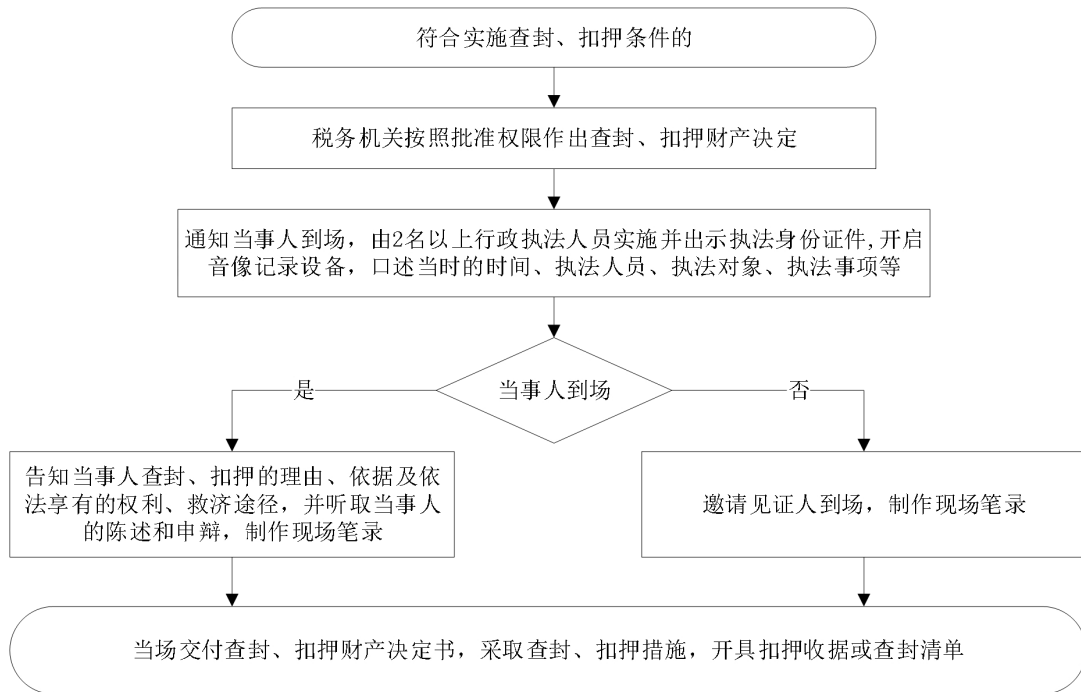 符合实施查封、扣押条件的
税务机关按照批准权限作出查封、扣押财产决定
通知当事人到场，由2名以上行政执法人员实施并出示执法身份证件,开启
音像记录设备，口述当时的时间、执法人员、执法对象、执法事项等
当事人到场
是
否
告知当事人查封、扣押的理由、依据及依
法享有的权利、救济途径，并听取当事人
的陈述和申辩，制作现场笔录
邀请见证人到场，制作现场笔录
当场交付查封、扣押财产决定书，采取查封、扣押措施，开具扣押收据或查封清单